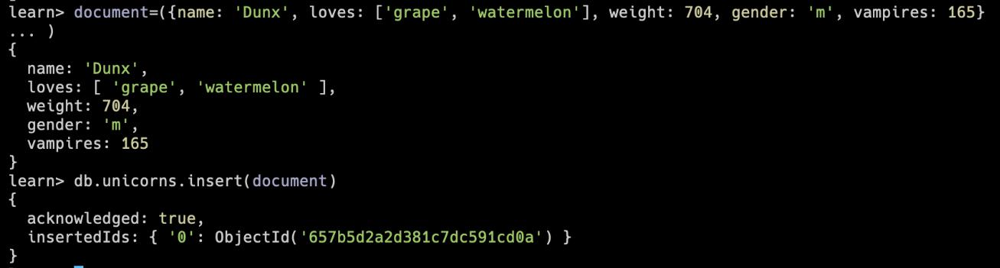 learn> document=({name: 'Dunx', loves: ['grape', 'watermelon'], weight: 704, gender: 'm', vampires: 165}
... )
{
  name: 'Dunx',
  loves: [ 'grape', 'watermelon' ],
  weight: 704,
  gender: 'm',
  vampires: 165
}
learn> db.unicorns.insert(document)
{
  acknowledged: true,
  insertedIds: { '0': ObjectId('657b5d2a2d381c7dc591cd0a') }
}